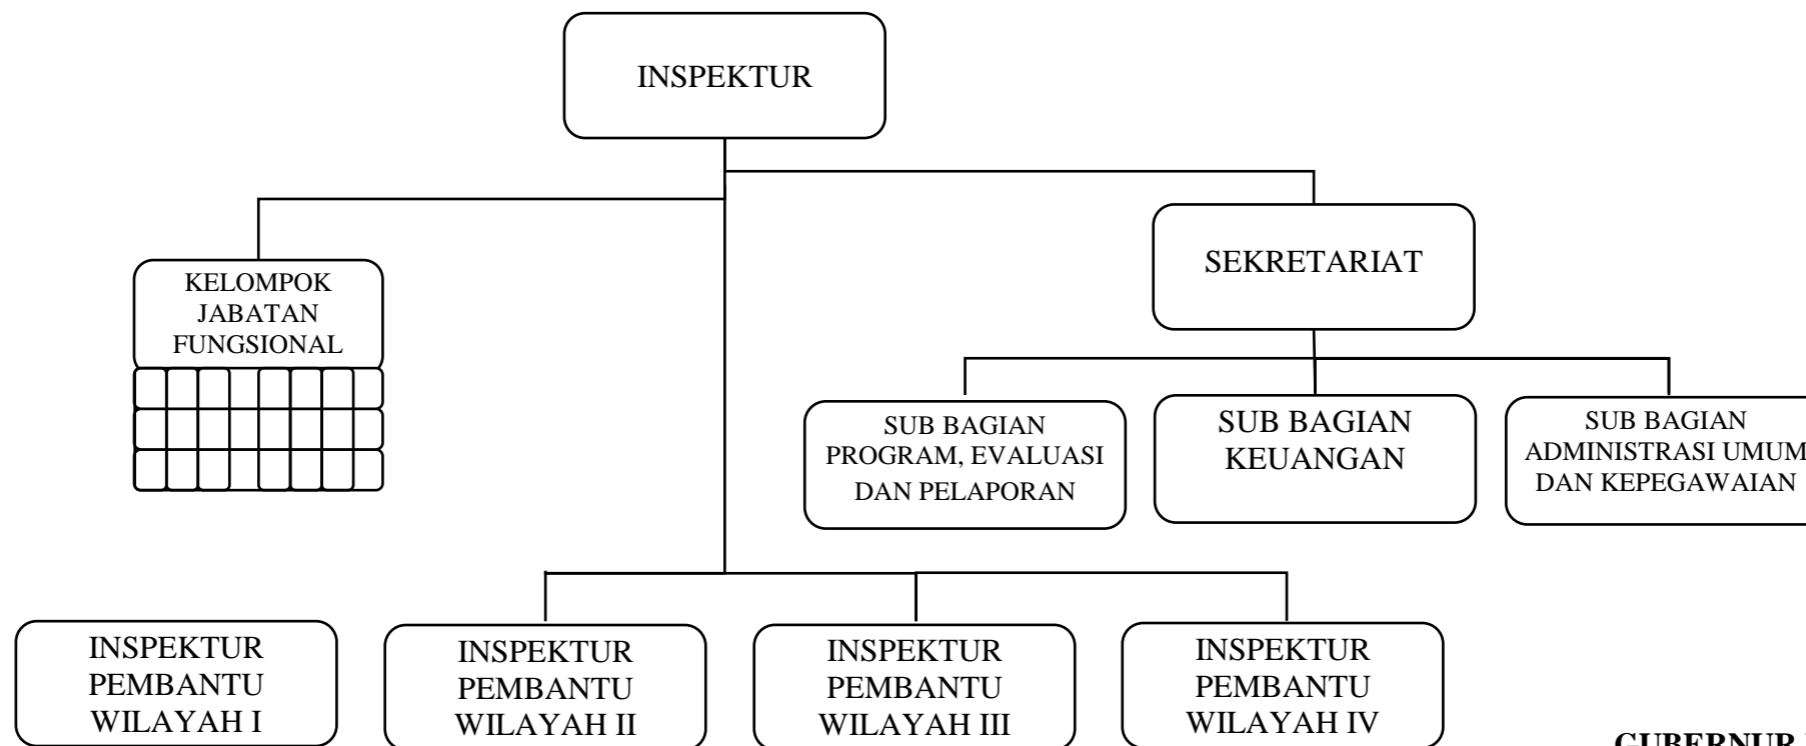 INSPEKTUR
SEKRETARIAT
KELOMPOK
JABATAN
FUNGSIONAL
SUB BAGIAN
PROGRAM, EVALUASI
DAN PELAPORAN
SUB BAGIAN
KEUANGAN
SUB BAGIAN
ADMINISTRASI UMUM
DAN KEPEGAWAIAN
INSPEKTUR
PEMBANTU
WILAYAH I
INSPEKTUR
PEMBANTU
WILAYAH II
INSPEKTUR
PEMBANTU
WILAYAH III
INSPEKTUR
PEMBANTU
WILAYAH IV
GUBERNUR